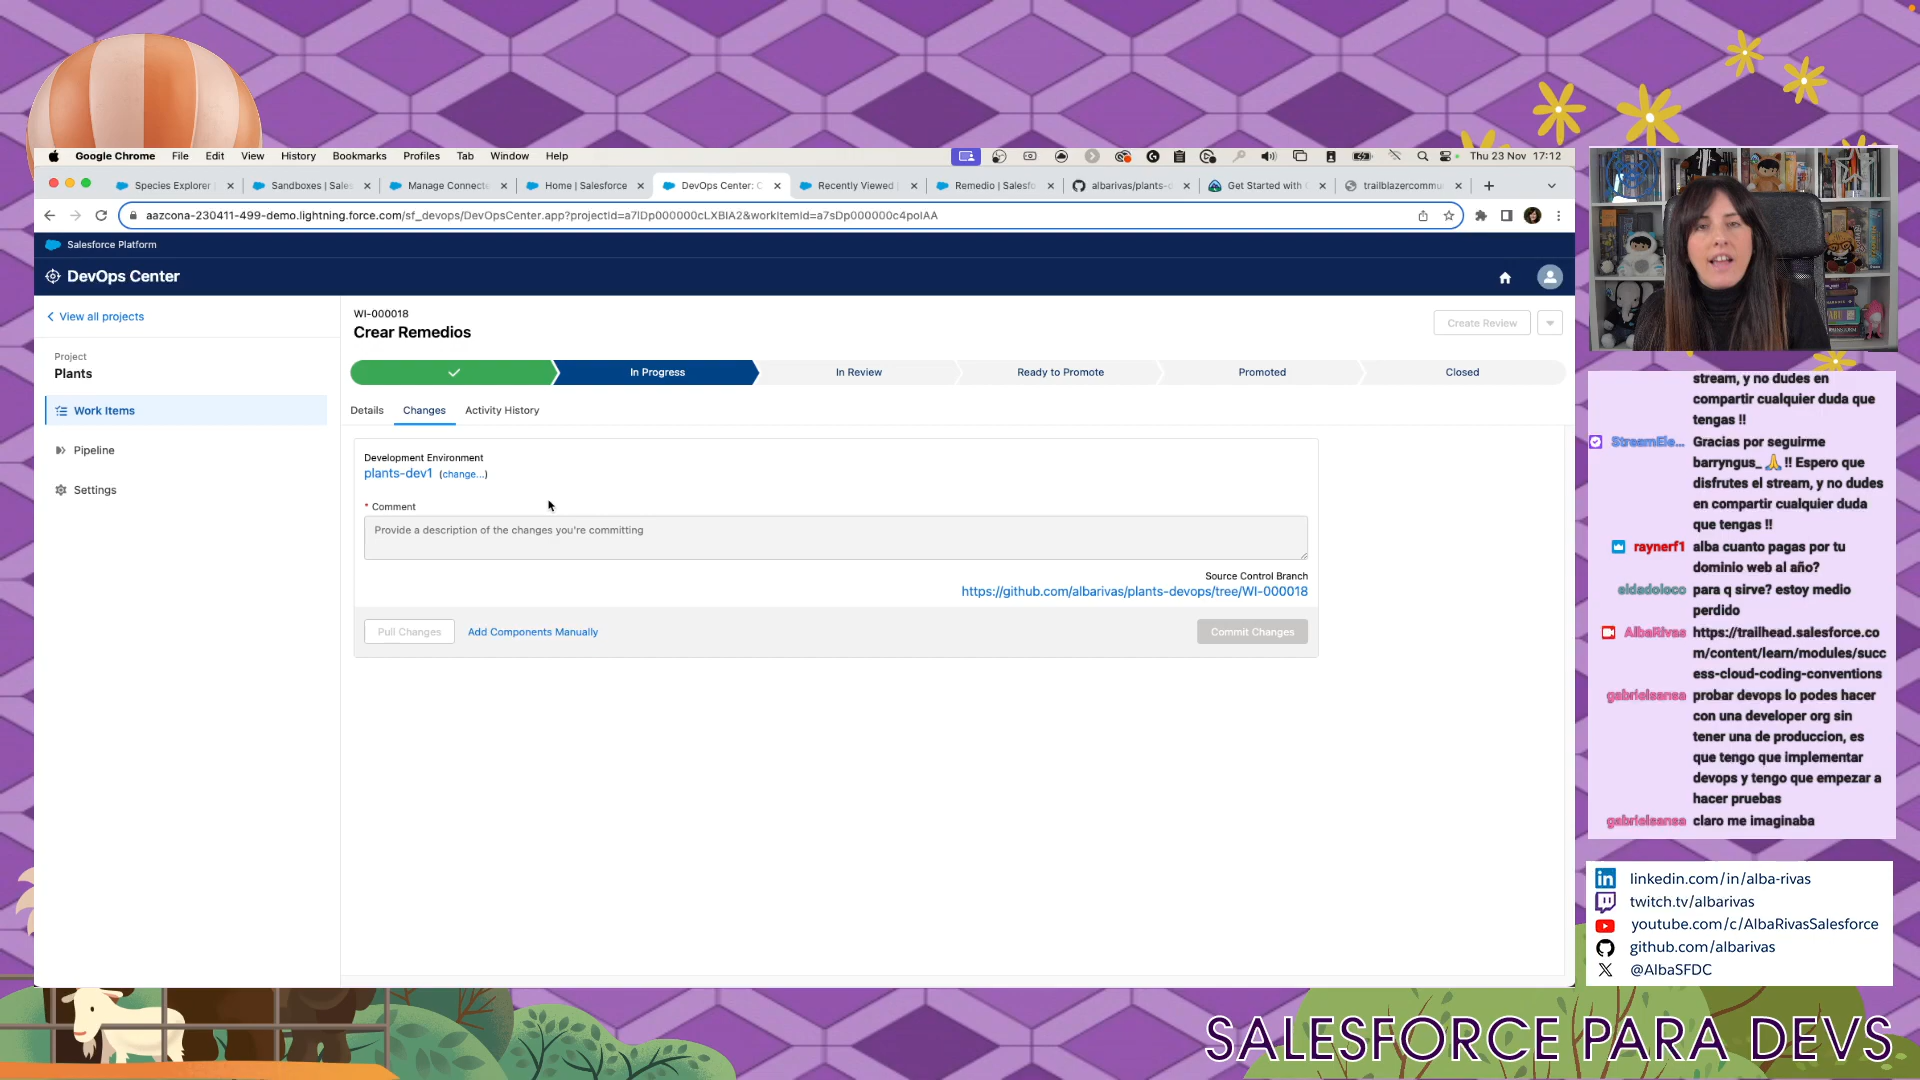 Google Chrome File Edit View History Bookmarks Profiles Tab Window Help Thu 23 Nov 17:12
Species Explorer Sandboxes | Sales Manage Connecte Home | Salesforce DevOps Center: C Recently Viewed | Remedio | Salesfo albarivas/plants-d Get Started with trailblazercommu
aazcona-230411-499-demo.lightning.force.com/sf_devops/DevOpsCenter.app?projectid=a7lDp000000cLXBIA2&workItemId=a7sDp000000c4poIAA
Salesforce Platform
DevOps Center
View all projects
Project
Plants
Work Items
Pipeline
Settings
WI-000018
Crear Remedios
Create Review
In Progress In Review Ready to Promote Promoted Closed
Details Changes Activity History
Development Environment
plants-dev1 (change...)
* Comment
Provide a description of the changes you're committing
Source Control Branch
https://github.com/albarivas/plants-devops/tree/WI-000018
Pull Changes Add Components Manually Commit Changes
stream, y no dudes en
compartir cualquier duda que
tengas !!
StreamEle... Gracias por seguirme
barryngus_ 🙏 !! Espero que
disfrutes el stream, y no dudes
en compartir cualquier duda
que tengas !!
raynerf1 alba cuanto pagas por tu
dominio web al año?
eldadoloco para q sirve? estoy medio
perdido
AlbaRivas https://trailhead.salesforce.co
m/content/learn/modules/succ
ess-cloud-coding-conventions
gabrielsansa probar devops lo podes hacer
con una developer org sin
tener una de produccion, es
que tengo que implementar
devops y tengo que empezar a
hacer pruebas
gabrielsansa claro me imaginaba
linkedin.com/in/alba-rivas
twitch.tv/albarivas
youtube.com/c/AlbaRivasSalesforce
github.com/albarivas
@AlbaSFDC
SALESFORCE PARA DEVS